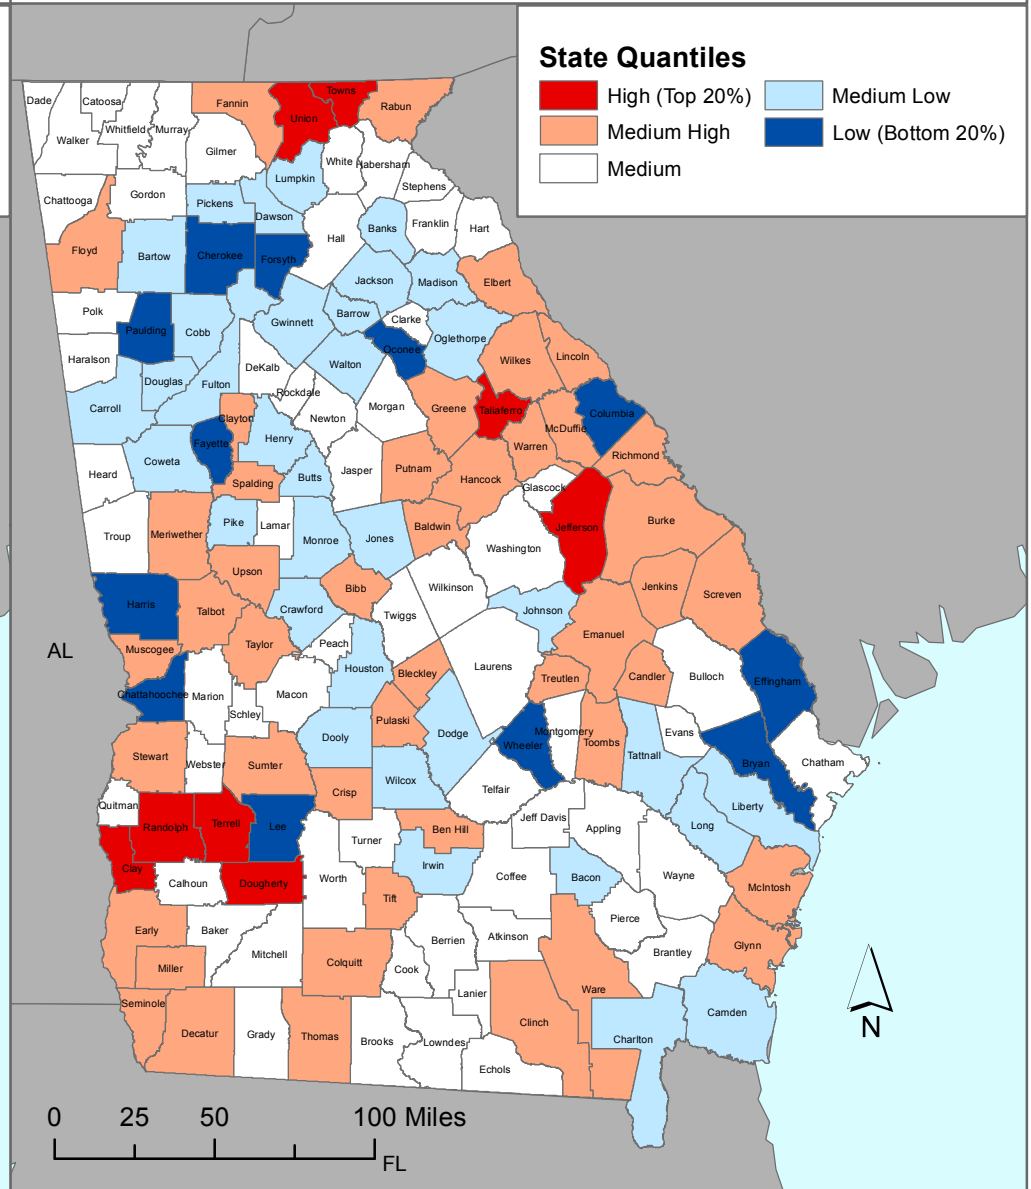 State Quantiles
High (Top 20%)
Medium Low
Medium High
Low (Bottom 20%)
Medium
Dade
Catoosa
Fannin
Towns
Union
Rabun
Walker
Whitfield
Murray
Gilmer
White
Habersham
Lumpkin
Stephens
Chattooga
Gordon
Pickens
Dawson
Hall
Banks
Franklin
Hart
Floyd
Bartow
Cherokee
Forsyth
Jackson
Madison
Elbert
Polk
Paulding
Cobb
Gwinnett
Barrow
Clarke
Oglethorpe
Oconee
Haralson
Douglas
Fulton
DeKalb
Walton
Wilkes
Lincoln
Rockdale
Carroll
Clayton
Newton
Morgan
Greene
Taliaferro
Columbia
McDuffie
Fayette
Henry
Warren
Richmond
Heard
Coweta
Spalding
Butts
Jasper
Putnam
Hancock
Glascock
Troup
Meriwether
Pike
Lamar
Monroe
Jones
Baldwin
Washington
Jefferson
Burke
Upson
Bibb
Wilkinson
Jenkins
Screven
Harris
Talbot
Crawford
Twiggs
Johnson
Emanuel
AL
Muscogee
Taylor
Peach
Houston
Bleckley
Laurens
Treutlen
Candler
Bulloch
Effingham
Chattahoochee
Marion
Macon
Schley
Pulaski
Dooly
Dodge
Wheeler
Montgomery
Toombs
Evans
Tattnall
Bryan
Chatham
Stewart
Webster
Sumter
Crisp
Wilcox
Telfair
Quitman
Randolph
Terrell
Lee
Turner
Ben Hill
Jeff Davis
Appling
Long
Liberty
Clay
Calhoun
Dougherty
Worth
Irwin
Coffee
Bacon
Wayne
McIntosh
Tift
Early
Baker
Mitchell
Berrien
Atkinson
Pierce
Brantley
Glynn
Miller
Colquitt
Cook
Ware
Lanier
Seminole
Decatur
Grady
Thomas
Brooks
Lowndes
Clinch
Echols
Charlton
Camden
N
0 25 50 100 Miles
FL